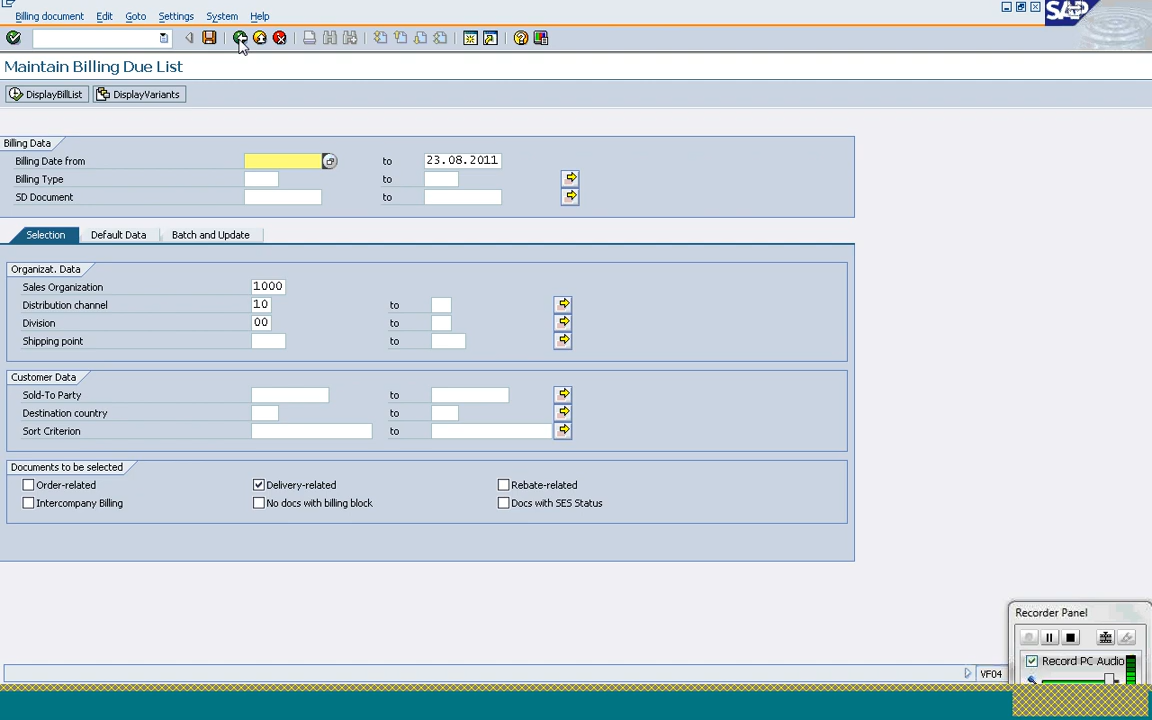 Billing document Edit Goto Settings System Help
SAP
Maintain Billing Due List
DisplayBillList DisplayVariants
Billing Data
Billing Date from to 23.08.2011
Billing Type to
SD Document to
Selection Default Data Batch and Update
Organizat. Data
Sales Organization 1000
Distribution channel 10 to
Division 00 to
Shipping point to
Customer Data
Sold-To Party to
Destination country to
Sort Criterion to
Documents to be selected
Order-related Delivery-related Rebate-related
Intercompany Billing No docs with billing block Docs with SES Status
Recorder Panel
Record PC Audio
VF04